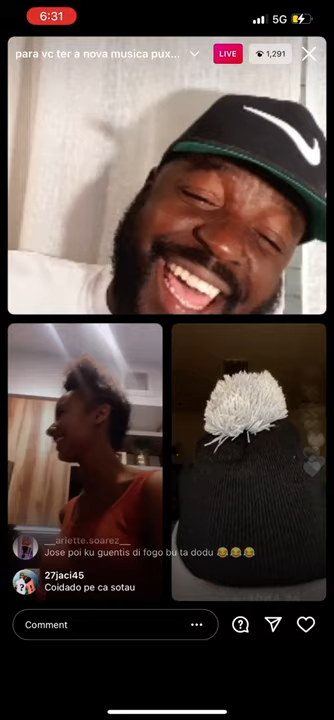 6:31
5G
para vc ter a nova musica pux...
LIVE
1,291
__arlette.soarez__
Jose poi ku guentis di fogo bu ta dodu 😂😂😂
27jaci45
Coidado pe ca sotau
Comment